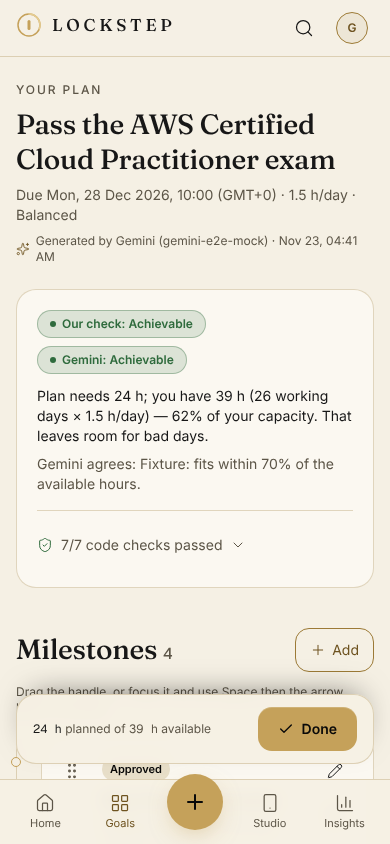 LOCKSTEP
G
YOUR PLAN
Pass the AWS Certified
Cloud Practitioner exam
Due Mon, 28 Dec 2026, 10:00 (GMT+0) · 1.5 h/day ·
Balanced
Generated by Gemini (gemini-e2e-mock) · Nov 23, 04:41
AM
Our check: Achievable
Gemini: Achievable
Plan needs 24 h; you have 39 h (26 working
days × 1.5 h/day) — 62% of your capacity. That
leaves room for bad days.
Gemini agrees: Fixture: fits within 70% of the
available hours.
7/7 code checks passed
Milestones 4
Add
Drag the handle, or focus it and use Space then the arrow
24 h planned of 39 h available
Done
Approved
Home
Goals
Studio
Insights